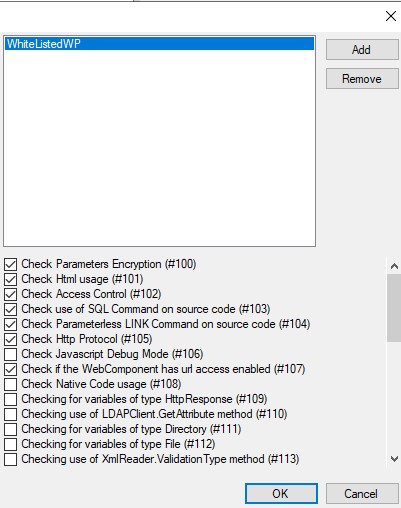 WhiteListedWP
Add
Remove
Check Parameters Encryption (#100)
Check Html usage (#101)
Check Access Control (#102)
Check use of SQL Command on source code (#103)
Check Parameterless LINK Command on source code (#104)
Check Http Protocol (#105)
Check Javascript Debug Mode (#106)
Check if the WebComponent has url access enabled (#107)
Check Native Code usage (#108)
Checking for variables of type HttpResponse (#109)
Checking use of LDAPClient.GetAttribute method (#110)
Checking for variables of type Directory (#111)
Checking for variables of type File (#112)
Checking use of XmlReader.ValidationType method (#113)
OK
Cancel